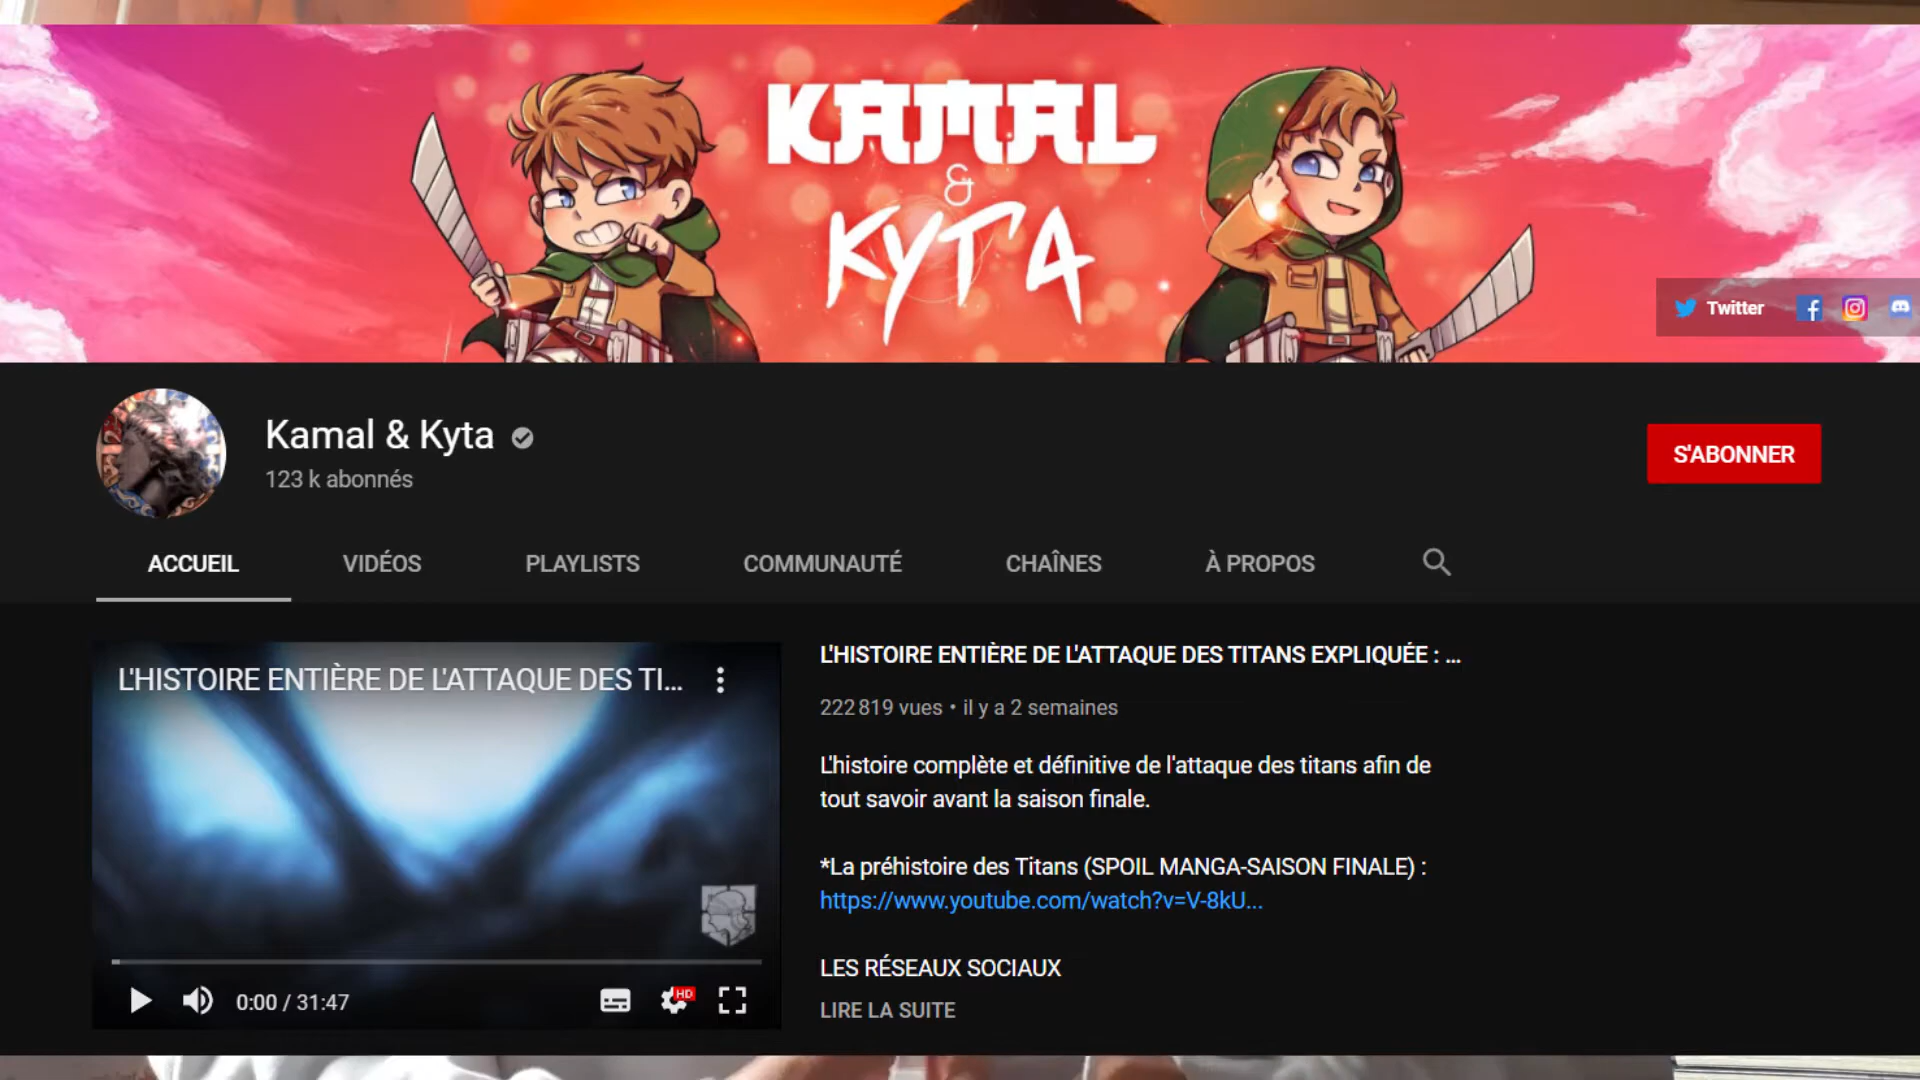 KAMAL
&
KYTA
Twitter
Kamal & Kyta
123 k abonnés
S'ABONNER
ACCUEIL VIDÉOS PLAYLISTS COMMUNAUTÉ CHAÎNES À PROPOS
L'HISTOIRE ENTIÈRE DE L'ATTAQUE DES TI...
0:00 / 31:47
HD
L'HISTOIRE ENTIÈRE DE L'ATTAQUE DES TITANS EXPLIQUÉE : ...
222 819 vues • il y a 2 semaines
L'histoire complète et définitive de l'attaque des titans afin de
tout savoir avant la saison finale.
*La préhistoire des Titans (SPOIL MANGA-SAISON FINALE) :
https://www.youtube.com/watch?v=V-8kU...
LES RÉSEAUX SOCIAUX
LIRE LA SUITE